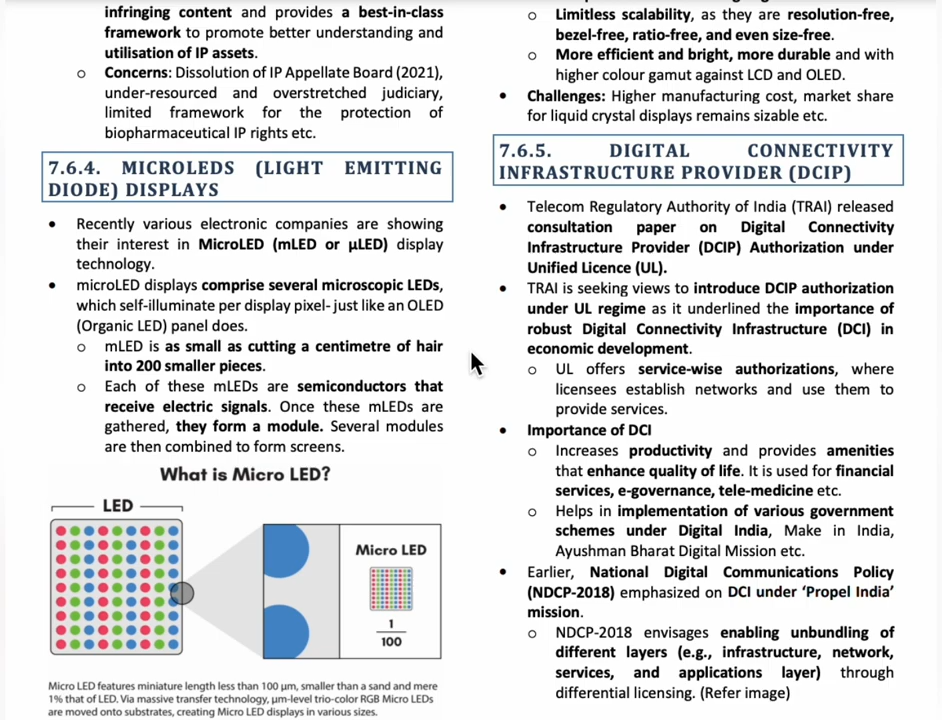 infringing content and provides a best-in-class
framework to promote better understanding and
utilisation of IP assets.
o Concerns: Dissolution of IP Appellate Board (2021),
under-resourced and overstretched judiciary,
limited framework for the protection of
biopharmaceutical IP rights etc.
7.6.4. MICROLEDS (LIGHT EMITTING
DIODE) DISPLAYS
• Recently various electronic companies are showing
their interest in MicroLED (mLED or µLED) display
technology.
• microLED displays comprise several microscopic LEDs,
which self-illuminate per display pixel- just like an OLED
(Organic LED) panel does.
o mLED is as small as cutting a centimetre of hair
into 200 smaller pieces.
o Each of these mLEDs are semiconductors that
receive electric signals. Once these mLEDs are
gathered, they form a module. Several modules
are then combined to form screens.
What is Micro LED?
LED
Micro LED
1
100
Micro LED features miniature length less than 100 µm, smaller than a sand and mere
1% that of LED. Via massive transfer technology, µm-level trio-color RGB Micro LEDs
are moved onto substrates, creating Micro LED displays in various sizes.
o Limitless scalability, as they are resolution-free,
bezel-free, ratio-free, and even size-free.
o More efficient and bright, more durable and with
higher colour gamut against LCD and OLED.
• Challenges: Higher manufacturing cost, market share
for liquid crystal displays remains sizable etc.
7.6.5. DIGITAL CONNECTIVITY
INFRASTRUCTURE PROVIDER (DCIP)
• Telecom Regulatory Authority of India (TRAI) released
consultation paper on Digital Connectivity
Infrastructure Provider (DCIP) Authorization under
Unified Licence (UL).
• TRAI is seeking views to introduce DCIP authorization
under UL regime as it underlined the importance of
robust Digital Connectivity Infrastructure (DCI) in
economic development.
o UL offers service-wise authorizations, where
licensees establish networks and use them to
provide services.
• Importance of DCI
o Increases productivity and provides amenities
that enhance quality of life. It is used for financial
services, e-governance, tele-medicine etc.
o Helps in implementation of various government
schemes under Digital India, Make in India,
Ayushman Bharat Digital Mission etc.
• Earlier, National Digital Communications Policy
(NDCP-2018) emphasized on DCI under ‘Propel India’
mission.
o NDCP-2018 envisages enabling unbundling of
different layers (e.g., infrastructure, network,
services, and applications layer) through
differential licensing. (Refer image)